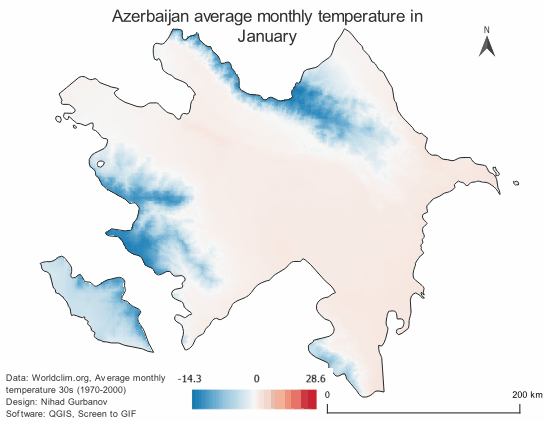 Azerbaijan average monthly temperature in
January
N
Data: Worldclim.org, Average monthly
temperature 30s (1970-2000)
Design: Nihad Gurbanov
Software: QGIS, Screen to GIF
-14.3 0 28.6
0 200 km